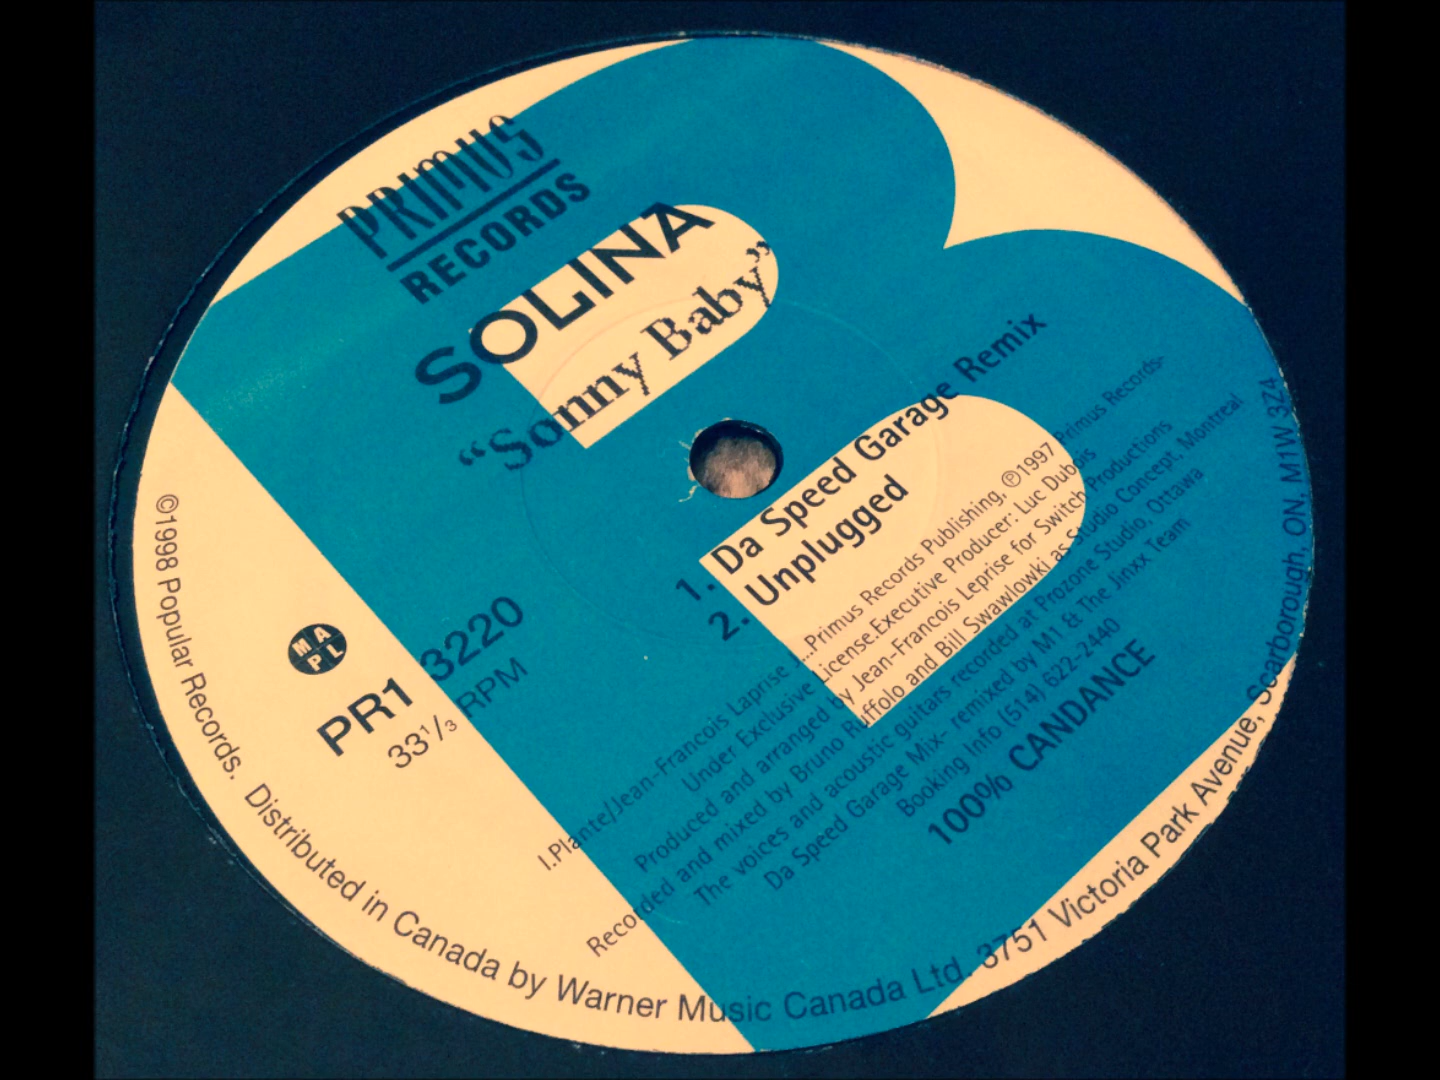 PRIMUS
RECORDS
SOLINA
“Sonny Baby”
1. Da Speed Garage Remix
2. Unplugged
MAPL
PR1 3220
33 1/3 RPM
I.Plante/Jean-Francois Laprise Primus Records Publishing, ℗1997 Primus Records-
Under Exclusive License.Executive Producer: Luc Dubois
Produced and arranged by Jean-Francois Leprise for Switch Productions
Recorded and mixed by Bruno Ruffolo and Bill Swawlowki as Studio Concept, Montreal
The voices and acoustic guitars recorded at Prozone Studio, Ottawa
Da Speed Garage Mix- remixed by M1 & The Jinxx Team
Booking Info (514) 622-2440
100% CANDANCE
©1998 Popular Records. Distributed in Canada by Warner Music Canada Ltd. 3751 Victoria Park Avenue, Scarborough, ON, M1W 3Z4